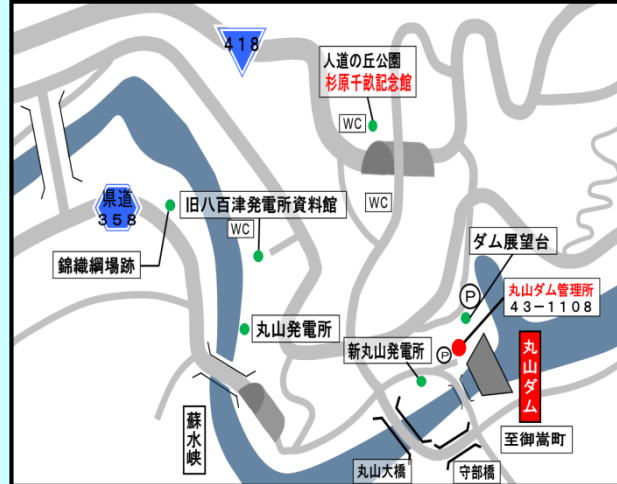 418
人道の丘公園
杉原千畝記念館
WC
県道
358
旧八百津発電所資料館
WC
WC
錦織綱場跡
ダム展望台
P
丸山ダム管理所
43-1108
丸山発電所
新丸山発電所
P
丸山ダム
蘇水峡
至御嵩町
丸山大橋
守部橋